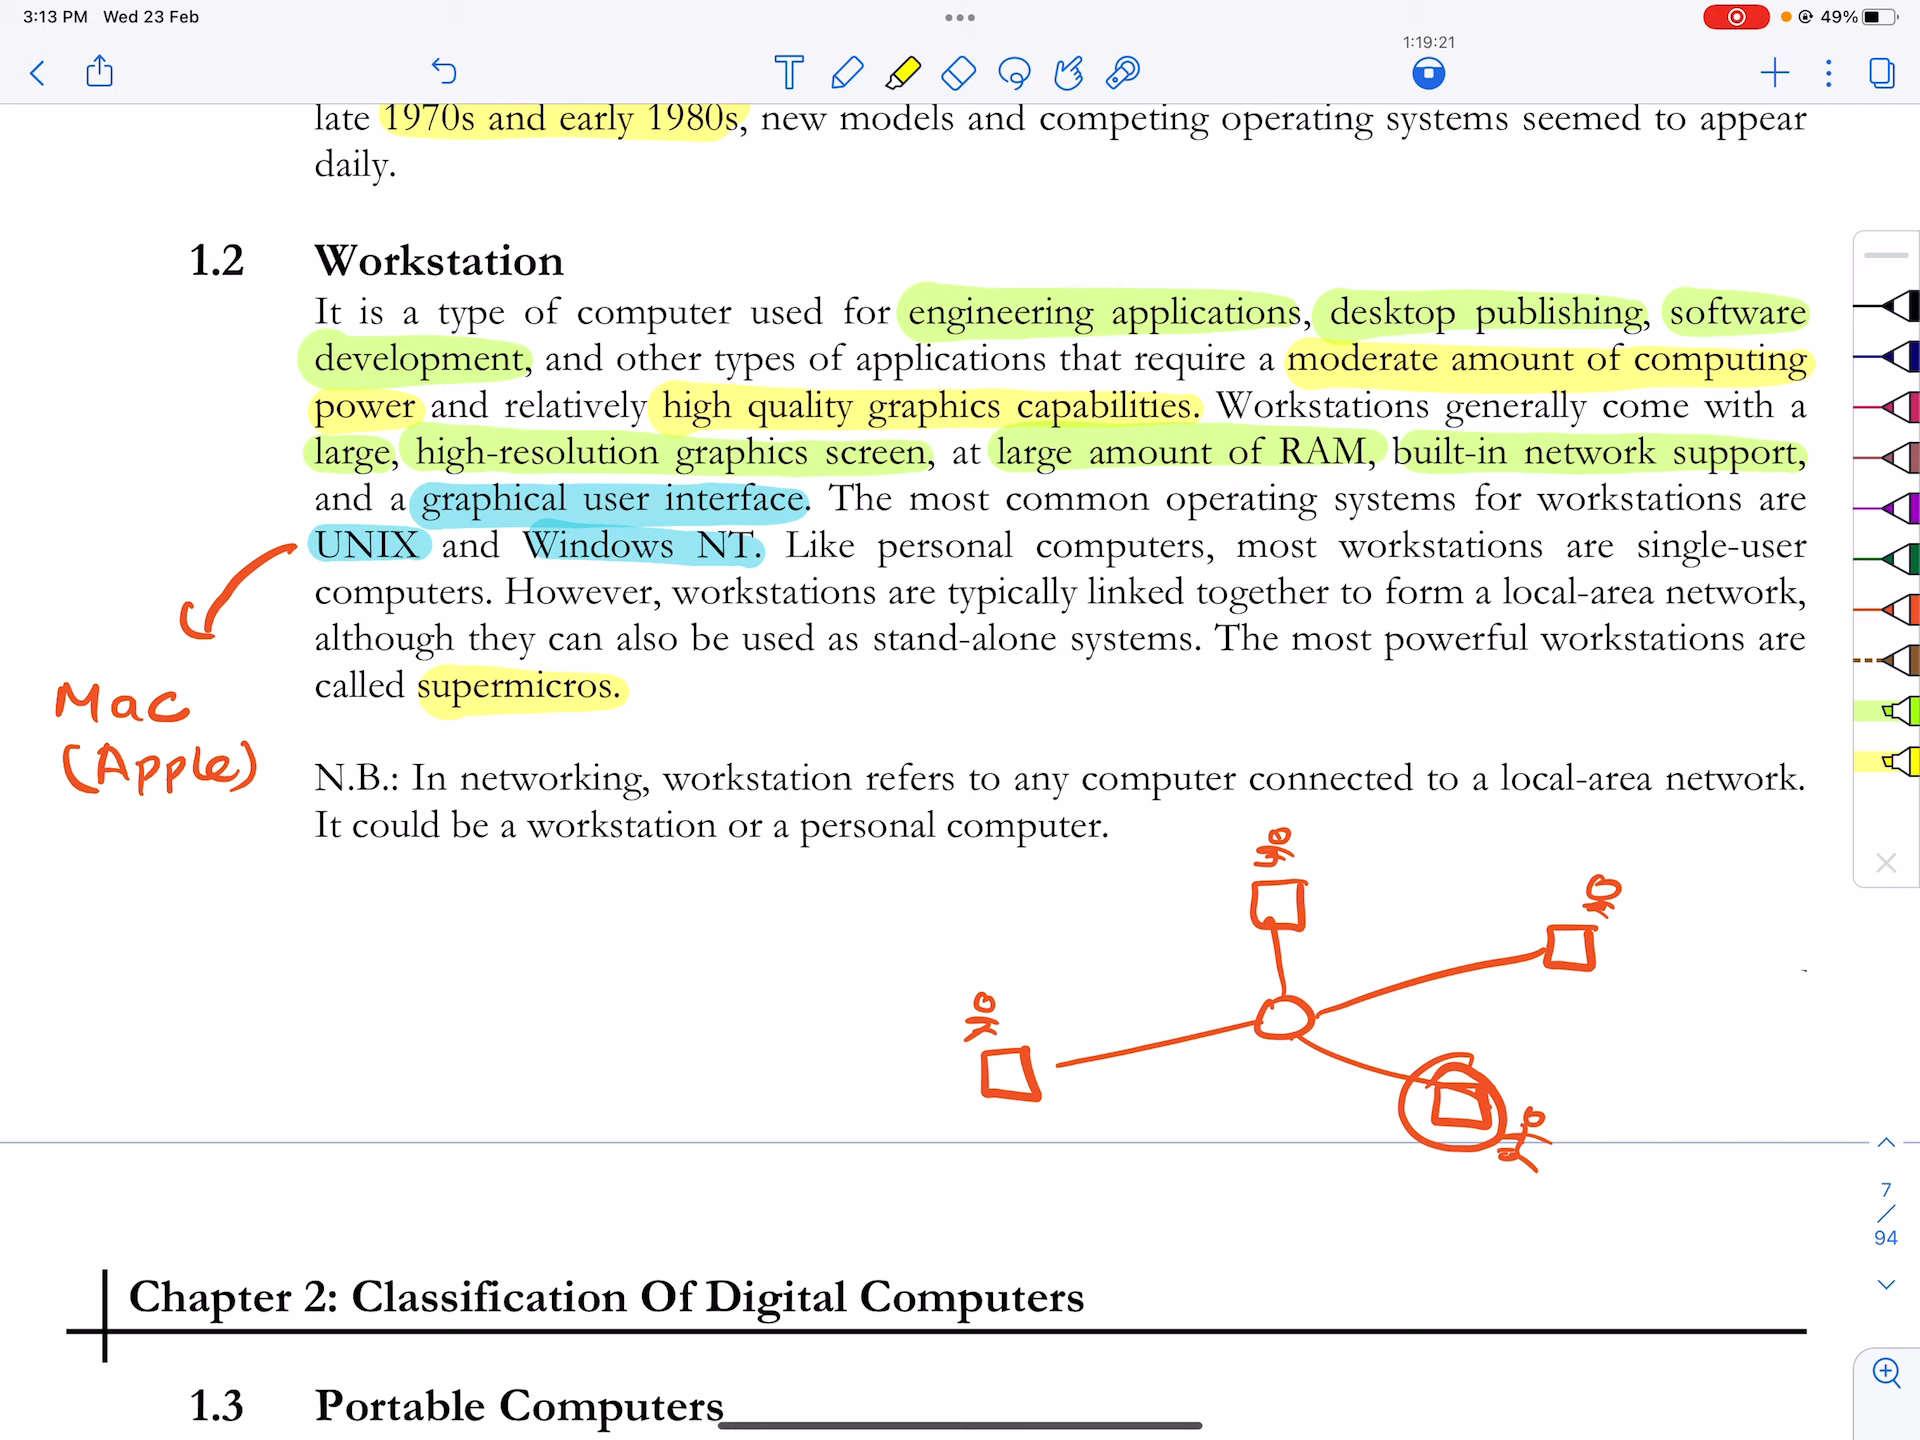 3:13 PM Wed 23 Feb
49%
1:19:21
late 1970s and early 1980s, new models and competing operating systems seemed to appear
daily.
1.2 Workstation
It is a type of computer used for engineering applications, desktop publishing, software
development, and other types of applications that require a moderate amount of computing
power and relatively high quality graphics capabilities. Workstations generally come with a
large, high-resolution graphics screen, at large amount of RAM, built-in network support,
and a graphical user interface. The most common operating systems for workstations are
UNIX and Windows NT. Like personal computers, most workstations are single-user
computers. However, workstations are typically linked together to form a local-area network,
although they can also be used as stand-alone systems. The most powerful workstations are
called supermicros.
Mac
(Apple)
N.B.: In networking, workstation refers to any computer connected to a local-area network.
It could be a workstation or a personal computer.
7
/
94
Chapter 2: Classification Of Digital Computers
1.3 Portable Computers